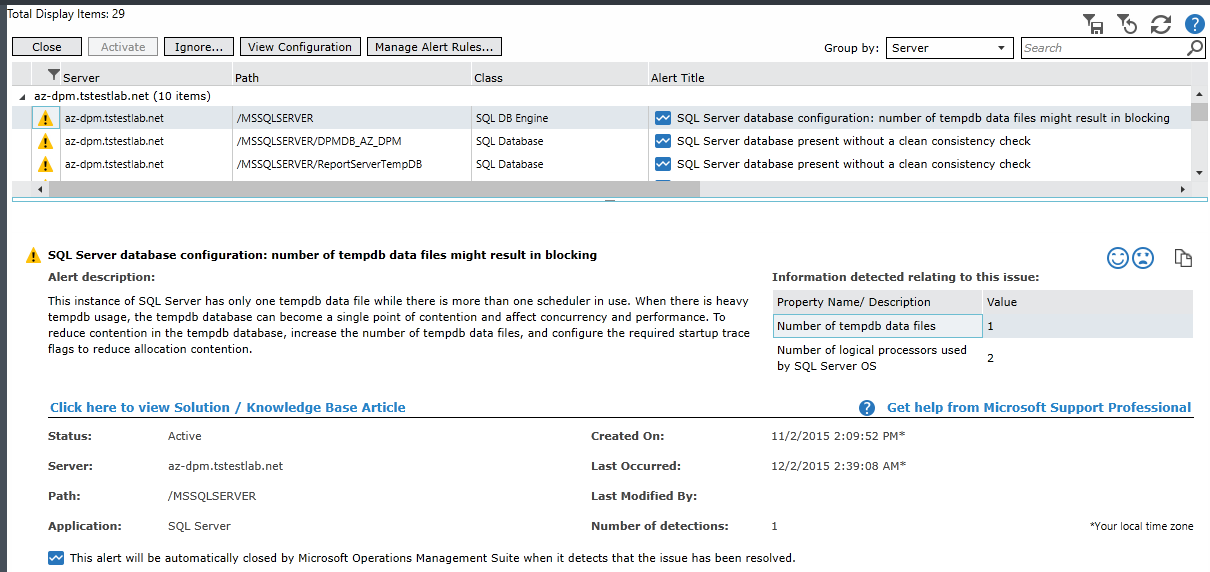 Total Display Items: 29
Close Activate Ignore... View Configuration Manage Alert Rules... Group by: Server Search
Server Path Class Alert Title
az-dpm.tstestlab.net (10 items)
az-dpm.tstestlab.net /MSSQLSERVER SQL DB Engine SQL Server database configuration: number of tempdb data files might result in blocking
az-dpm.tstestlab.net /MSSQLSERVER/DPMDB_AZ_DPM SQL Database SQL Server database present without a clean consistency check
az-dpm.tstestlab.net /MSSQLSERVER/ReportServerTempDB SQL Database SQL Server database present without a clean consistency check
SQL Server database configuration: number of tempdb data files might result in blocking
Alert description:
This instance of SQL Server has only one tempdb data file while there is more than one scheduler in use. When there is heavy
tempdb usage, the tempdb database can become a single point of contention and affect concurrency and performance. To
reduce contention in the tempdb database, increase the number of tempdb data files, and configure the required startup trace
flags to reduce allocation contention.
Information detected relating to this issue:
Property Name/ Description Value
Number of tempdb data files 1
Number of logical processors used
by SQL Server OS 2
Click here to view Solution / Knowledge Base Article ? Get help from Microsoft Support Professional
Status: Active Created On: 11/2/2015 2:09:52 PM*
Server: az-dpm.tstestlab.net Last Occurred: 12/2/2015 2:39:08 AM*
Path: /MSSQLSERVER Last Modified By:
Application: SQL Server Number of detections: 1 *Your local time zone
This alert will be automatically closed by Microsoft Operations Management Suite when it detects that the issue has been resolved.